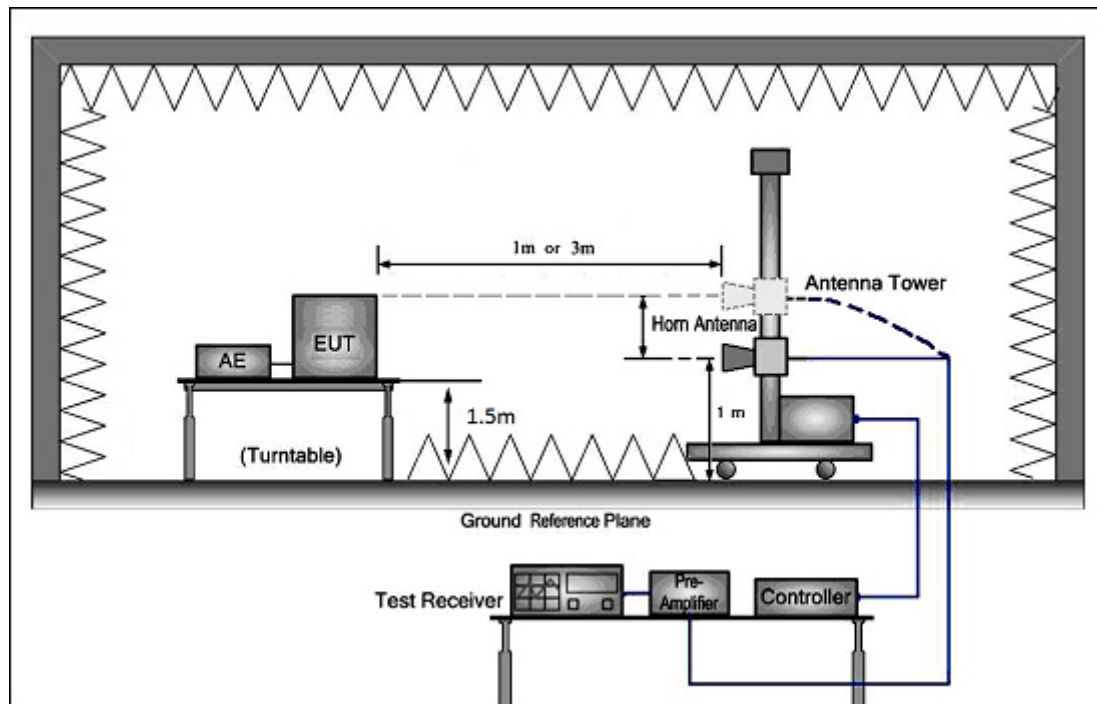 1m or 3m
Antenna Tower
Horn Antenna
EUT
AE
1 m
1.5m
(Turntable)
Ground Reference Plane
Test Receiver
Pre-
Amplifier
Controller